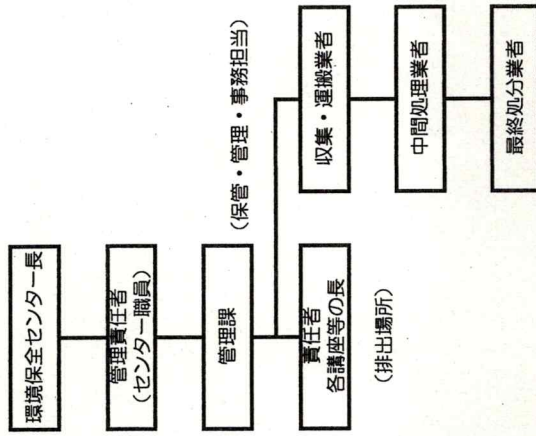 環境保全センター長
管理責任者
(センター職員)
管理課
(保管・管理・事務担当)
責任者
各講座等の長
(排出場所)
収集・運搬業者
中間処理業者
最終処分業者